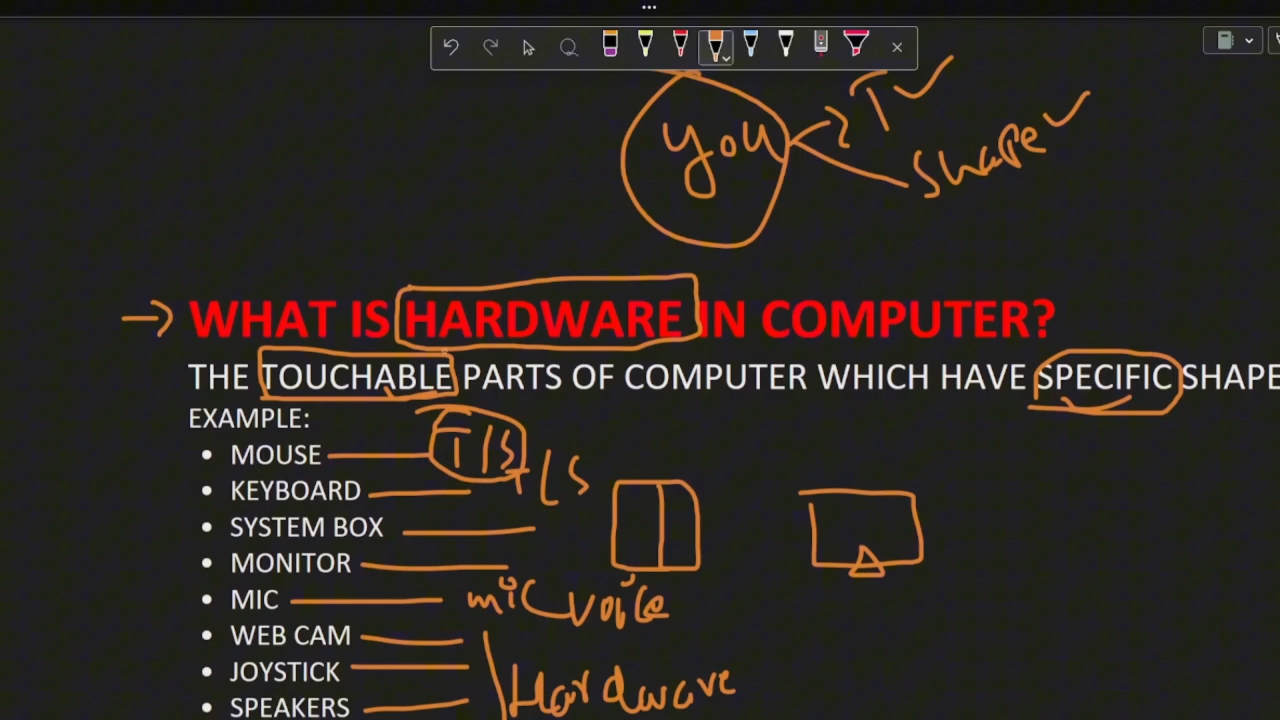 you T
Shape
WHAT IS HARDWARE IN COMPUTER?
THE TOUCHABLE PARTS OF COMPUTER WHICH HAVE SPECIFIC SHAPE
EXAMPLE:
• MOUSE T/S
T/S
• KEYBOARD
• SYSTEM BOX
• MONITOR
• MIC mic voice
• WEB CAM
• JOYSTICK
• SPEAKERS Hardware